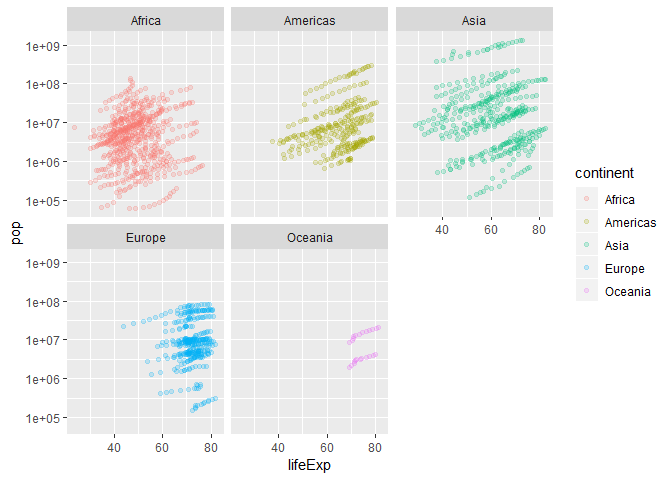 Africa Americas Asia
1e+09
1e+08
1e+07
1e+06
1e+05
40 60 80
Europe Oceania
1e+09
1e+08
1e+07
1e+06
1e+05
40 60 80 40 60 80
pop
lifeExp
continent
Africa
Americas
Asia
Europe
Oceania